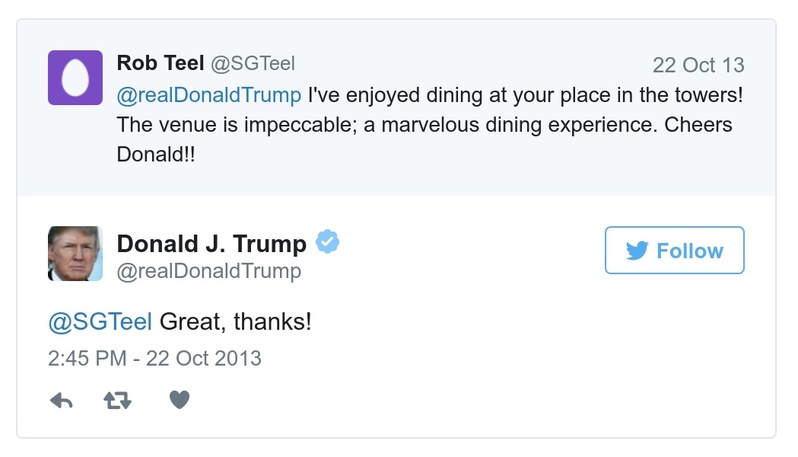 Rob Teel @SGTeel 22 Oct 13
@realDonaldTrump I've enjoyed dining at your place in the towers!
The venue is impeccable; a marvelous dining experience. Cheers
Donald!!
Donald J. Trump
Follow
@realDonaldTrump
@SGTeel Great, thanks!
2:45 PM - 22 Oct 2013